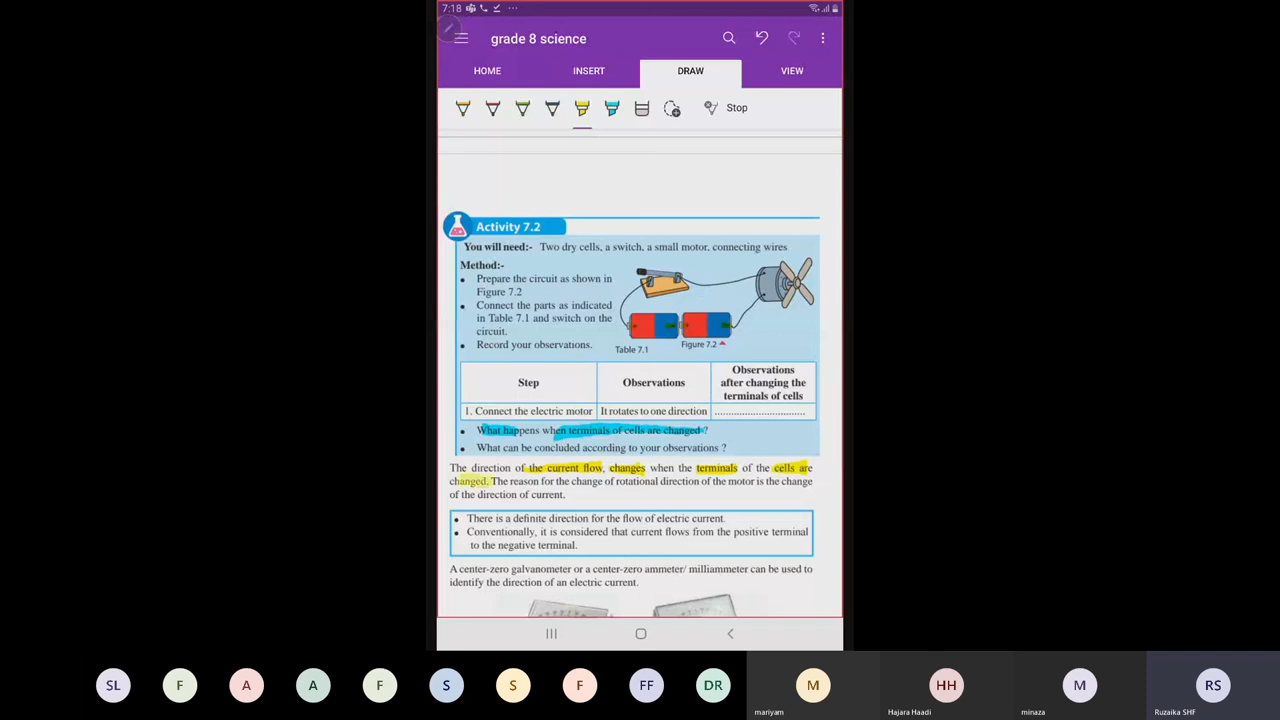 7:18 ...
grade 8 science
HOME INSERT DRAW VIEW
Stop
Activity 7.2
You will need:- Two dry cells, a switch, a small motor, connecting wires
Method:-
• Prepare the circuit as shown in
Figure 7.2
• Connect the parts as indicated
in Table 7.1 and switch on the
circuit.
• Record your observations.
Table 7.1
Figure 7.2
Step
Observations
Observations
after changing the
terminals of cells
1. Connect the electric motor
It rotates to one direction
................................
• What happens when terminals of cells are changed ?
• What can be concluded according to your observations ?
The direction of the current flow, changes when the terminals of the cells are
changed. The reason for the change of rotational direction of the motor is the change
of the direction of current.
• There is a definite direction for the flow of electric current.
• Conventionally, it is considered that current flows from the positive terminal
to the negative terminal.
A center-zero galvanometer or a center-zero ammeter/ milliammeter can be used to
identify the direction of an electric current.
SL F A A F S S F FF DR M HH M RS
mariyam
Hajara Haadi
minaza
Ruzaika SHF